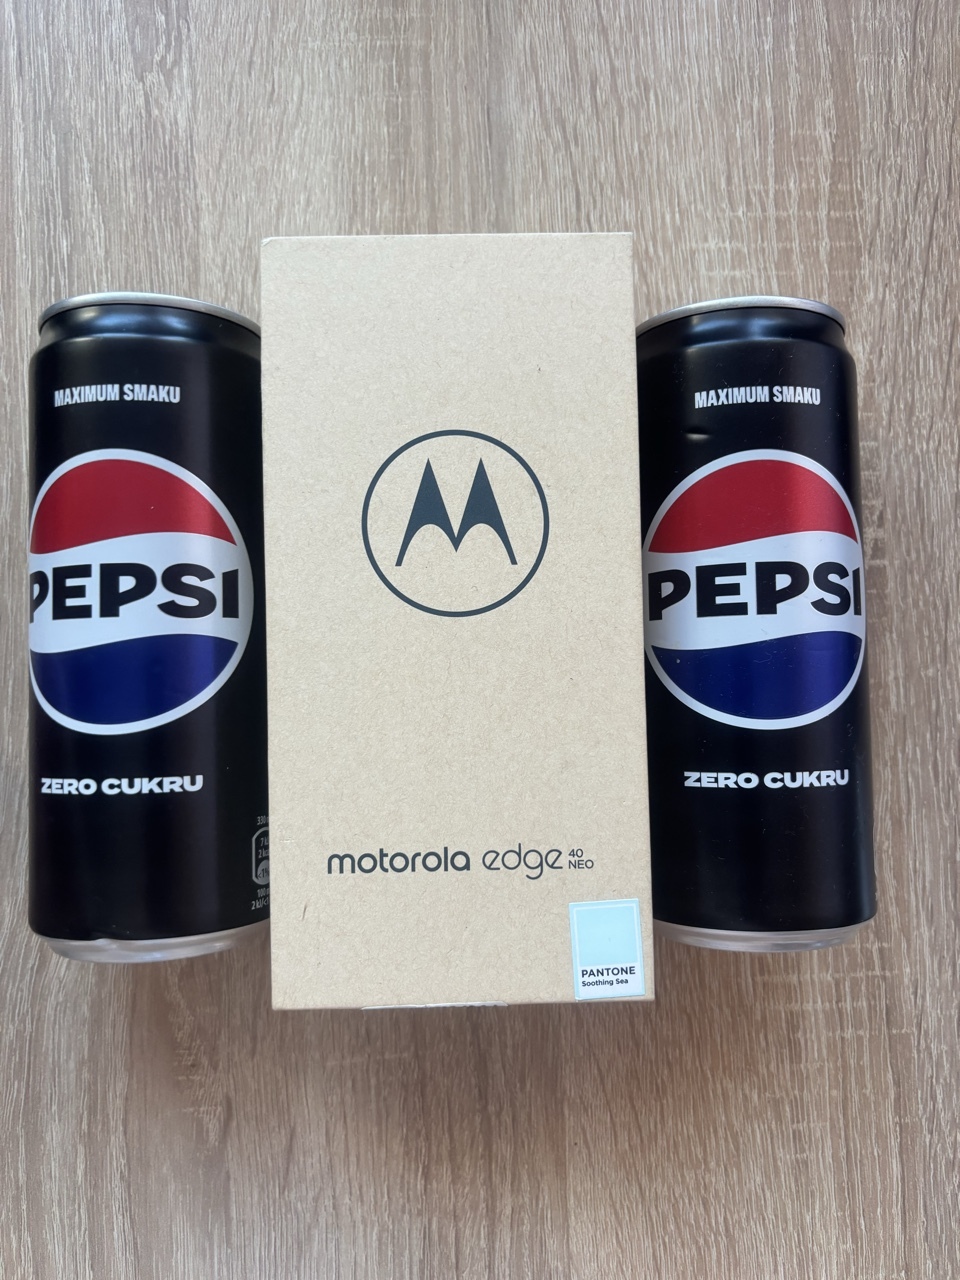 MAXIMUM SMAKU
PEPSI
ZERO CUKRU
motorola edge 40 NEO
PANTONE
Soothing Sea
MAXIMUM SMAKU
PEPSI
ZERO CUKRU